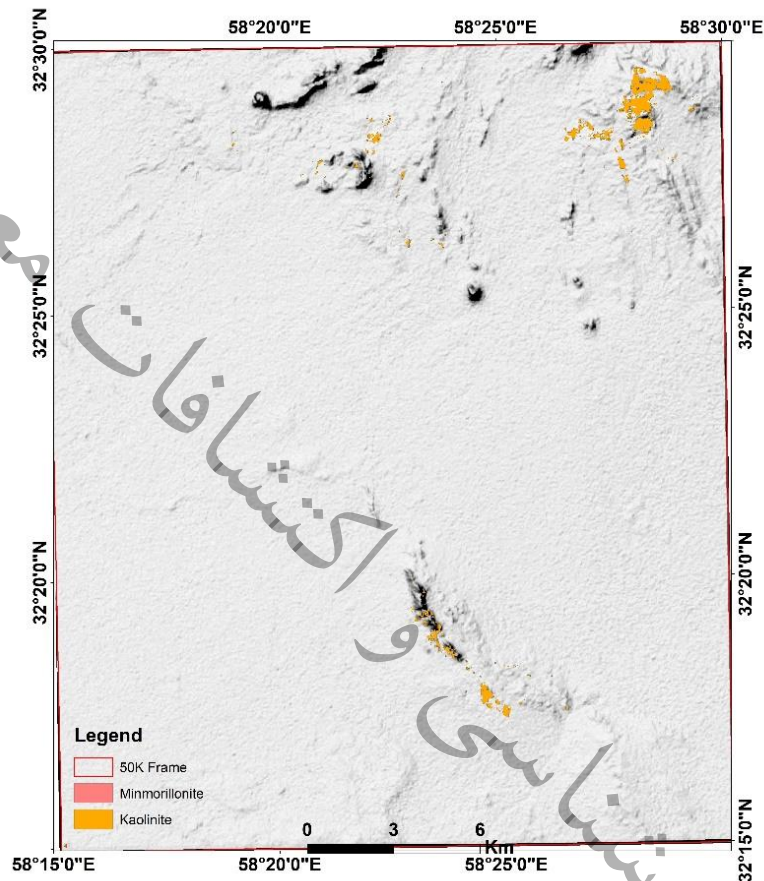 58°20'0"E 58°25'0"E 58°30'0"E
32°30'0"N
32°25'0"N 32°25'0"N
32°20'0"N 32°20'0"N
32°15'0"N
Legend
50K Frame
Minmorillonite
Kaolinite
0 3 6
Km
58°15'0"E 58°20'0"E 58°25'0"E
و اکتشافات